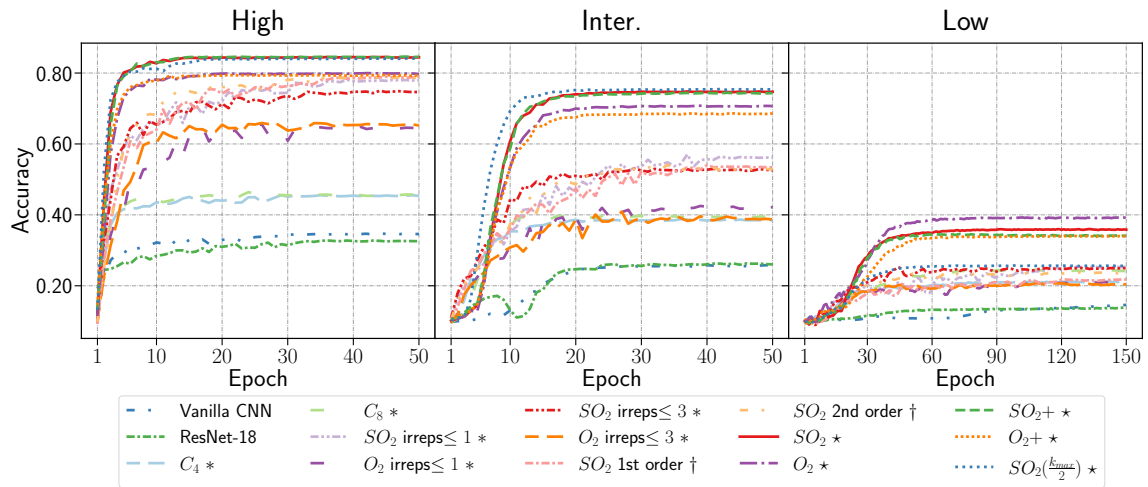 High Inter. Low
Accuracy
0.80
0.60
0.40
0.20
1 10 20 30 40 50 1 10 20 30 40 50 1 30 60 90 120 150
Epoch Epoch Epoch
Vanilla CNN C₈ * SO₂ irreps≤ 3 * SO₂ 2nd order † SO₂+ ⋆
ResNet-18 SO₂ irreps≤ 1 * O₂ irreps≤ 3 * SO₂ ⋆ O₂+ ⋆
C₄ * O₂ irreps≤ 1 * SO₂ 1st order † O₂ ⋆ SO₂(k_max/2) ⋆